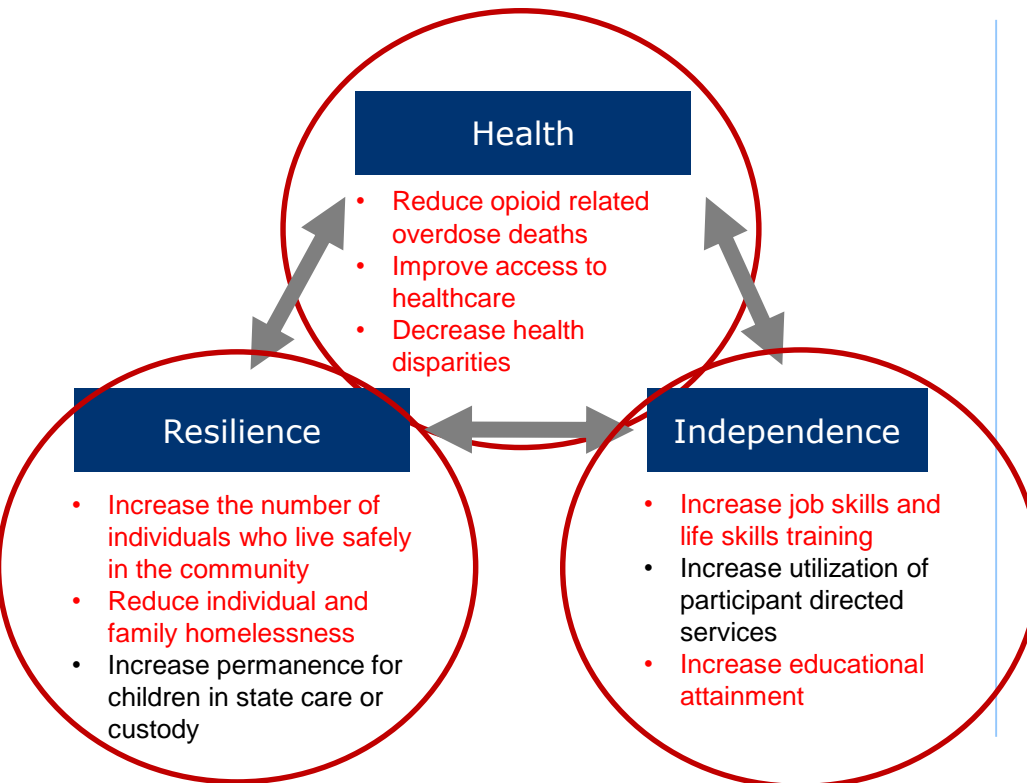 Health
• Reduce opioid related
overdose deaths
• Improve access to
healthcare
• Decrease health
disparities
Resilience
• Increase the number of
individuals who live safely
in the community
• Reduce individual and
family homelessness
• Increase permanence for
children in state care or
custody
Independence
• Increase job skills and
life skills training
• Increase utilization of
participant directed
services
• Increase educational
attainment